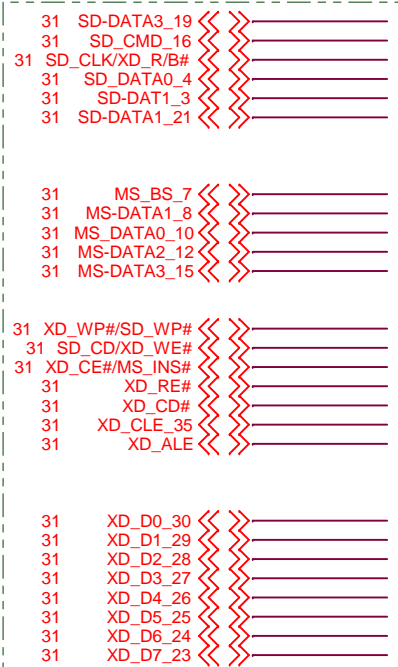 31 SD-DATA3_19
31 SD_CMD_16
31 SD_CLK/XD_R/B#
31 SD_DATA0_4
31 SD-DAT1_3
31 SD-DATA1_21
31 MS_BS_7
31 MS-DATA1_8
31 MS_DATA0_10
31 MS-DATA2_12
31 MS-DATA3_15
31 XD_WP#/SD_WP#
31 SD_CD/XD_WE#
31 XD_CE#/MS_INS#
31 XD_RE#
31 XD_CD#
31 XD_CLE_35
31 XD_ALE
31 XD_D0_30
31 XD_D1_29
31 XD_D2_28
31 XD_D3_27
31 XD_D4_26
31 XD_D5_25
31 XD_D6_24
31 XD_D7_23